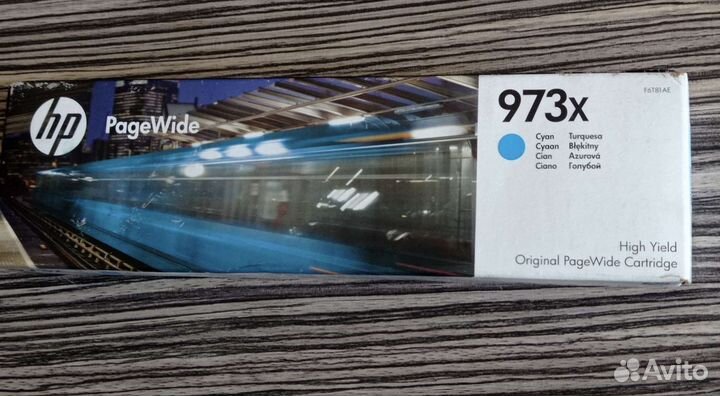 hp
PageWide
973x
F6T81AE
Cyan Turquesa
Cyaan Błękitny
Cian Azurová
Ciano Голубой
High Yield
Original PageWide Cartridge
Avito